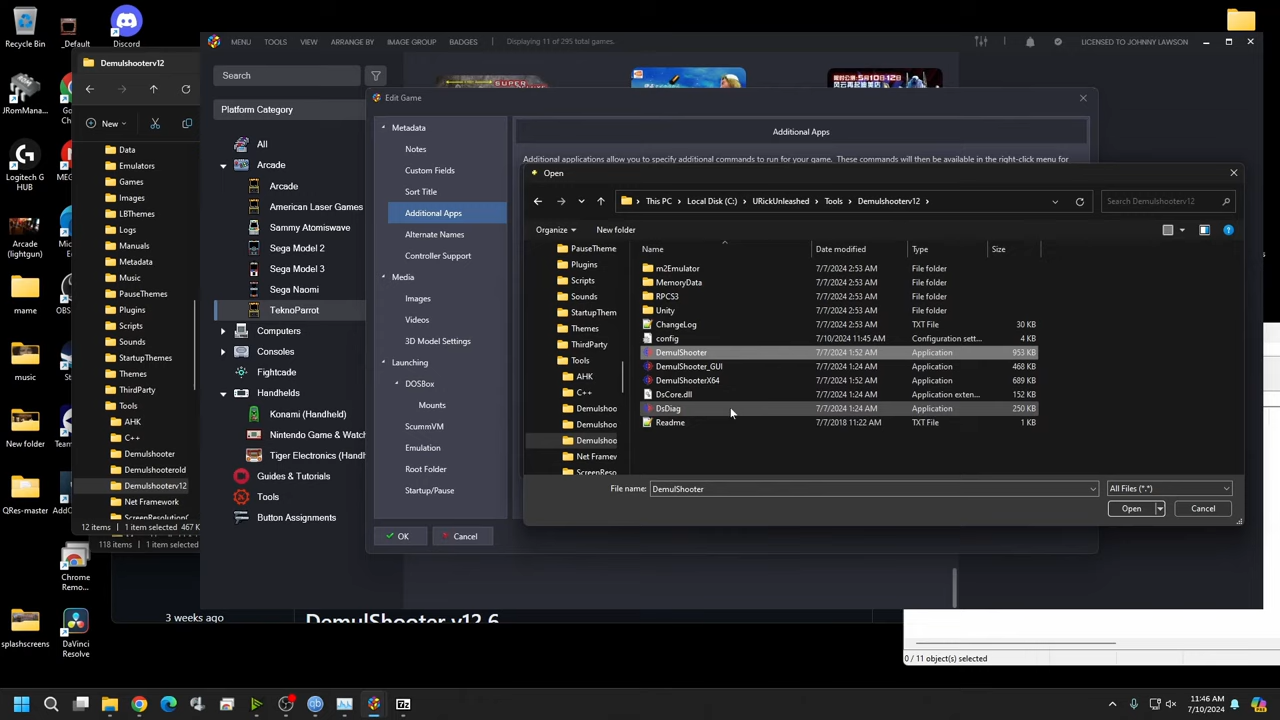 Recycle Bin
_Default
Discord
JRomMana...
Logitech G
HUB
Arcade
(lightgun)
mame
music
New folder
QRes-master
Chrome
Remo...
splashscreens
DaVinci
Resolve
Demulshooterv12
New
Data
Emulators
Games
Images
LBThemes
Logs
Manuals
Metadata
Music
PauseThemes
Plugins
Scripts
Sounds
StartupThemes
Themes
ThirdParty
Tools
AHK
C++
Demulshooter
Demulshooterold
Demulshooterv12
Net Framework
12 items
1 item selected 467 K
118 items
1 item selected
MENU
TOOLS
VIEW
ARRANGE BY
IMAGE GROUP
BADGES
Displaying 11 of 295 total games.
LICENSED TO JOHNNY LAWSON
Search
Platform Category
All
Arcade
Arcade
American Laser Games
Sammy Atomiswave
Sega Model 2
Sega Model 3
Sega Naomi
TeknoParrot
Computers
Consoles
Fightcade
Handhelds
Konami (Handheld)
Nintendo Game & Watc
Tiger Electronics (Handh
Guides & Tutorials
Tools
Button Assignments
Edit Game
Metadata
Notes
Custom Fields
Sort Title
Additional Apps
Alternate Names
Controller Support
Media
Images
Videos
3D Model Settings
Launching
DOSBox
Mounts
ScummVM
Emulation
Root Folder
Startup/Pause
OK
Cancel
Additional Apps
Additional applications allow you to specify additional commands to run for your game. These commands will then be available in the right-click menu for
Open
This PC
Local Disk (C:)
URickUnleashed
Tools
Demulshooterv12
Search Demulshooterv12
Organize
New folder
PauseTheme
Plugins
Scripts
Sounds
StartupThem
Themes
ThirdParty
Tools
AHK
C++
Demulshoo
Demulshoo
Demulshoo
Net Framew
Name Date modified Type Size
m2Emulator 7/7/2024 2:53 AM File folder
MemoryData 7/7/2024 2:53 AM File folder
RPCS3 7/7/2024 2:53 AM File folder
Unity 7/7/2024 2:53 AM File folder
ChangeLog 7/7/2024 2:53 AM TXT File 30 KB
config 7/10/2024 11:45 AM Configuration sett... 4 KB
DemulShooter 7/7/2024 1:52 AM Application 953 KB
DemulShooter_GUI 7/7/2024 1:24 AM Application 468 KB
DemulShooterX64 7/7/2024 1:52 AM Application 689 KB
DsCore.dll 7/7/2024 1:24 AM Application exten... 152 KB
DsDiag 7/7/2024 1:24 AM Application 250 KB
Readme 7/7/2018 11:22 AM TXT File 1 KB
File name: DemulShooter
All Files (*.*)
Open
Cancel
3 weeks ago
DemulShooter v12.6
0 / 11 object(s) selected
11:46 AM
7/10/2024